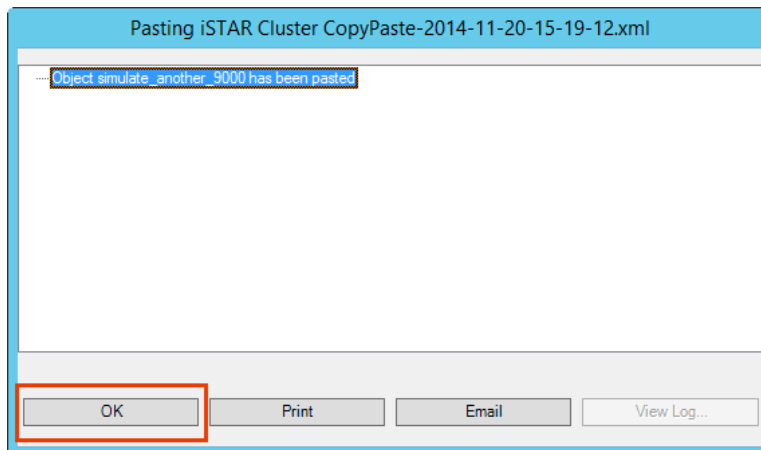 Pasting iSTAR Cluster CopyPaste-2014-11-20-15-19-12.xml
Object simulate_another_9000 has been pasted
OK Print Email View Log...